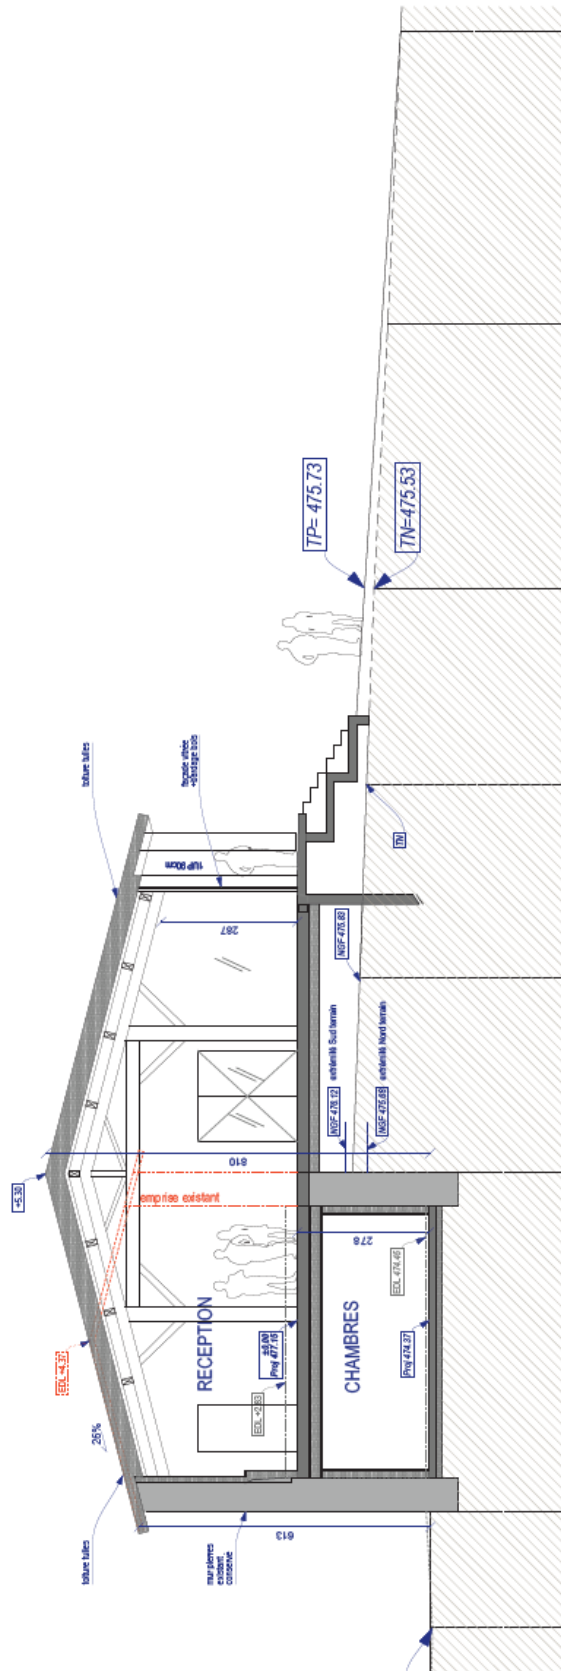 TP= 475.73
TN=475.53
toiture tuiles
façade vitrée
+bardage bois
1UP 90cm
TN
287
NGF 475.83
extrémité Sud terrain
NGF 476.12
extrémité Nord terrain
NGF 475.68
810
+5.30
emprise existant
278
EDL 474.45
EDL +4.37
RECEPTION
±0,00
Proj 477.15
CHAMBRES
Proj 474.37
EDL +2.83
25%
toiture tuiles
mur pierres
existant
conservé
613